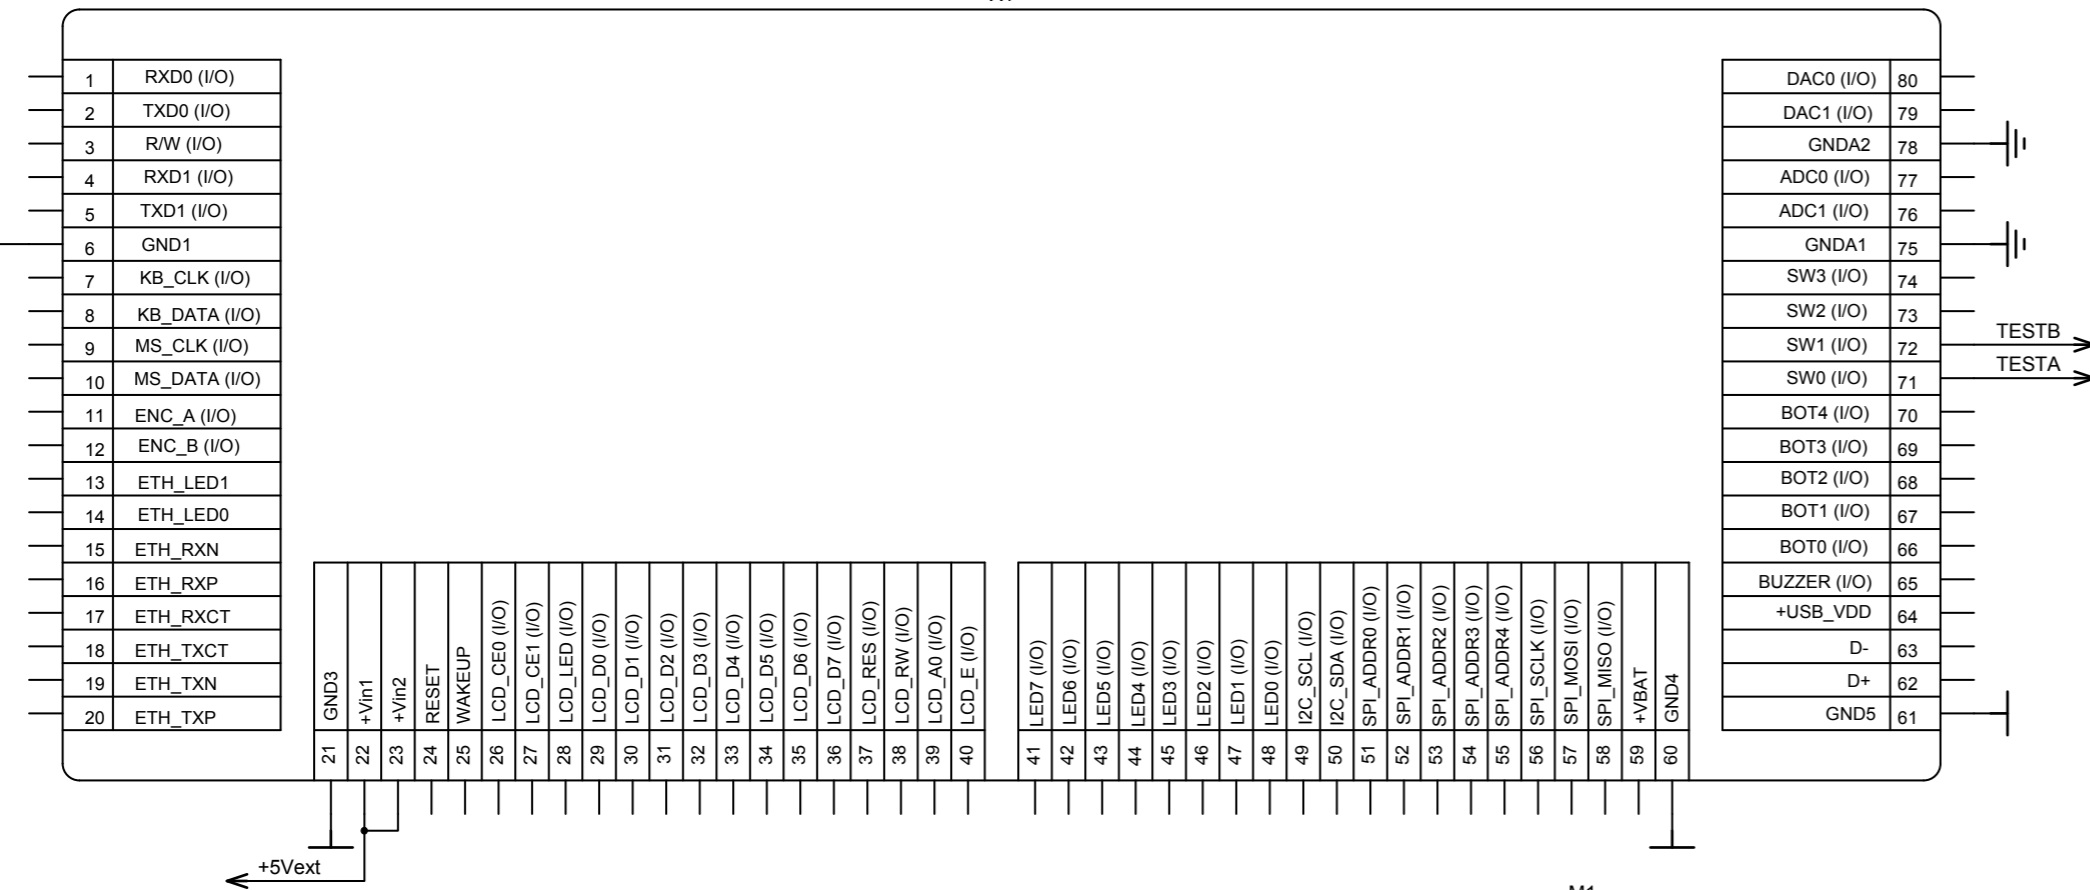 1 RXD0 (I/O)
2 TXD0 (I/O)
3 R/W (I/O)
4 RXD1 (I/O)
5 TXD1 (I/O)
6 GND1
7 KB_CLK (I/O)
8 KB_DATA (I/O)
9 MS_CLK (I/O)
10 MS_DATA (I/O)
11 ENC_A (I/O)
12 ENC_B (I/O)
13 ETH_LED1
14 ETH_LED0
15 ETH_RXN
16 ETH_RXP
17 ETH_RXCT
18 ETH_TXCT
19 ETH_TXN
20 ETH_TXP
21 GND3
22 +Vin1
23 +Vin2
24 RESET
25 WAKEUP
26 LCD_CE0 (I/O)
27 LCD_CE1 (I/O)
28 LCD_LED (I/O)
29 LCD_D0 (I/O)
30 LCD_D1 (I/O)
31 LCD_D2 (I/O)
32 LCD_D3 (I/O)
33 LCD_D4 (I/O)
34 LCD_D5 (I/O)
35 LCD_D6 (I/O)
36 LCD_D7 (I/O)
37 LCD_RES (I/O)
38 LCD_RW (I/O)
39 LCD_A0 (I/O)
40 LCD_E (I/O)
41 LED7 (I/O)
42 LED6 (I/O)
43 LED5 (I/O)
44 LED4 (I/O)
45 LED3 (I/O)
46 LED2 (I/O)
47 LED1 (I/O)
48 LED0 (I/O)
49 I2C_SCL (I/O)
50 I2C_SDA (I/O)
51 SPI_ADDR0 (I/O)
52 SPI_ADDR1 (I/O)
53 SPI_ADDR2 (I/O)
54 SPI_ADDR3 (I/O)
55 SPI_ADDR4 (I/O)
56 SPI_SCLK (I/O)
57 SPI_MOSI (I/O)
58 SPI_MISO (I/O)
59 +VBAT
60 GND4
DAC0 (I/O) 80
DAC1 (I/O) 79
GNDA2 78
ADC0 (I/O) 77
ADC1 (I/O) 76
GNDA1 75
SW3 (I/O) 74
SW2 (I/O) 73
SW1 (I/O) 72 TESTB
SW0 (I/O) 71 TESTA
BOT4 (I/O) 70
BOT3 (I/O) 69
BOT2 (I/O) 68
BOT1 (I/O) 67
BOT0 (I/O) 66
BUZZER (I/O) 65
+USB_VDD 64
D- 63
D+ 62
GND5 61
+5Vext